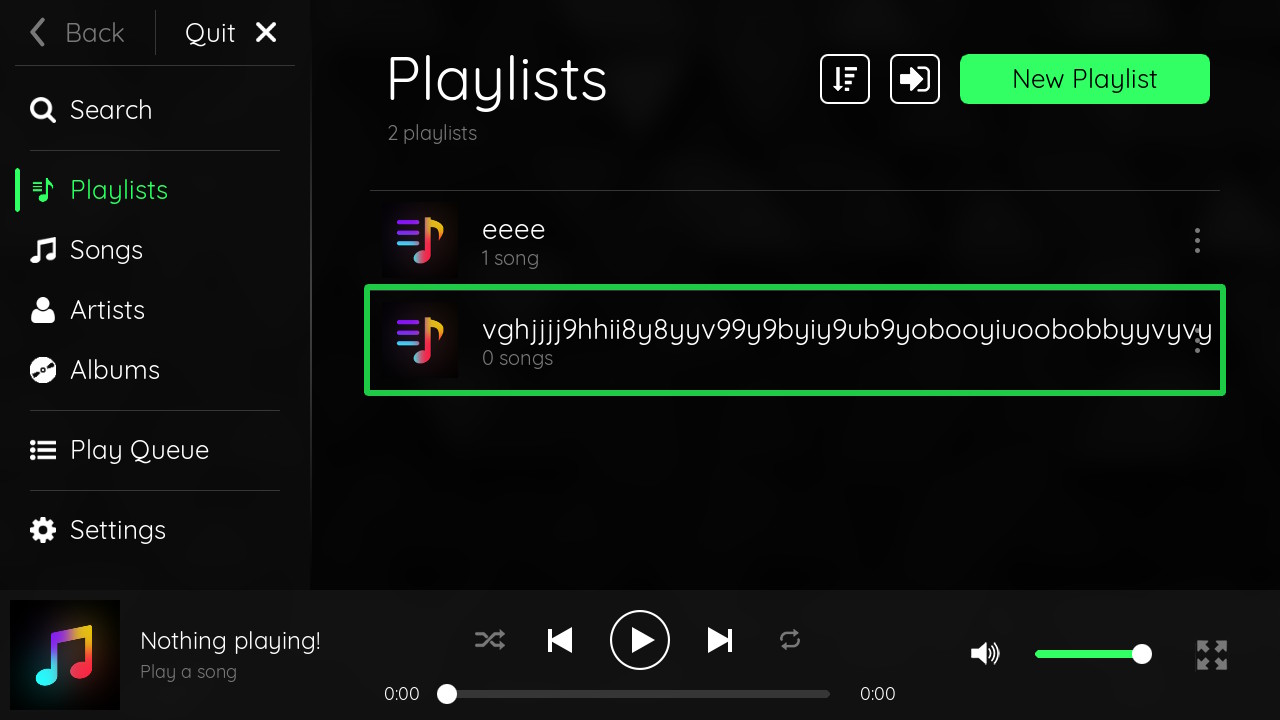 Back
Quit
Search
Playlists
Songs
Artists
Albums
Play Queue
Settings
Playlists
2 playlists
New Playlist
eeee
1 song
vghjjjj9hhii8y8yyv99y9byiy9ub9yobooyiuoobobbyyvyvy
0 songs
Nothing playing!
Play a song
0:00
0:00